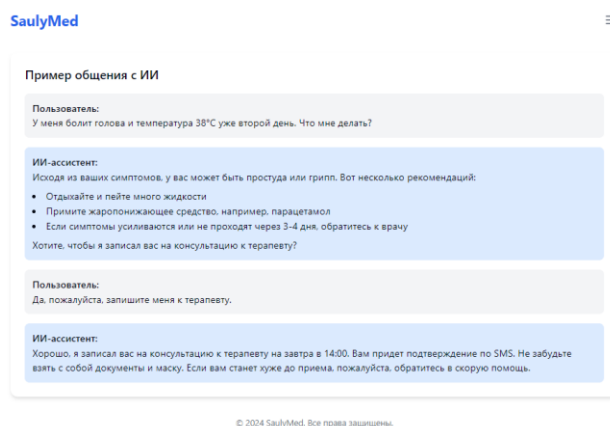 SaulyMed
Пример общения с ИИ
Пользователь:
У меня болит голова и температура 38°C уже второй день. Что мне делать?
ИИ-ассистент:
Исходя из ваших симптомов, у вас может быть простуда или грипп. Вот несколько рекомендаций:
• Отдыхайте и пейте много жидкости
• Примите жаропонижающее средство, например, парацетамол
• Если симптомы усиливаются или не проходят через 3-4 дня, обратитесь к врачу
Хотите, чтобы я записал вас на консультацию к терапевту?
Пользователь:
Да, пожалуйста, запишите меня к терапевту.
ИИ-ассистент:
Хорошо, я записал вас на консультацию к терапевту на завтра в 14:00. Вам придет подтверждение по SMS. Не забудьте
взять с собой документы и маску. Если вам станет хуже до приема, пожалуйста, обратитесь в скорую помощь.
© 2024 SaulyMed. Все права защищены.